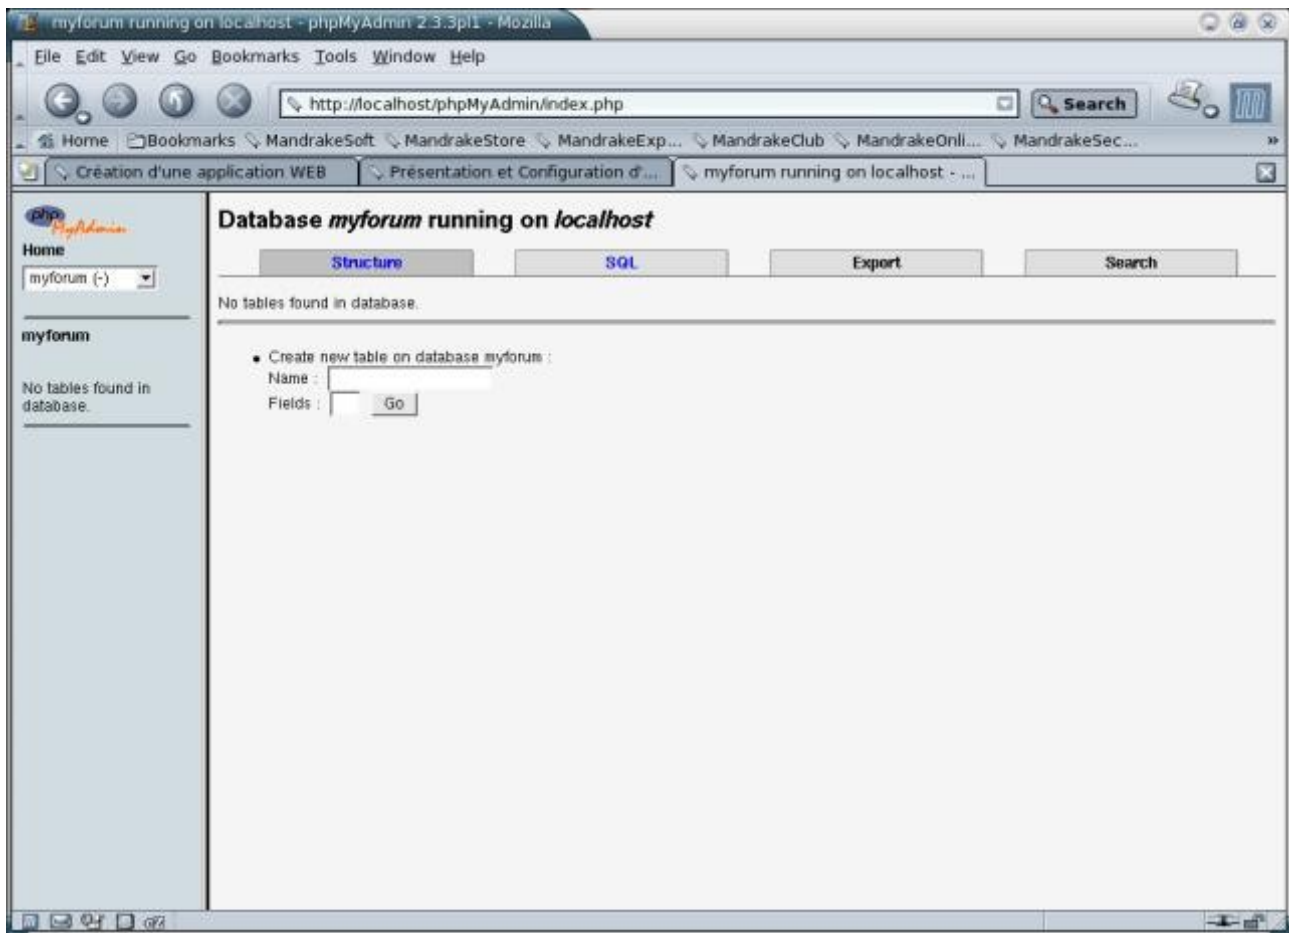 myforum running on localhost - phpMyAdmin 2.3.3pl1 - Mozilla
File Edit View Go Bookmarks Tools Window Help
http://localhost/phpMyAdmin/index.php Search
Home Bookmarks MandrakeSoft MandrakeStore MandrakeExp... MandrakeClub MandrakeOnli... MandrakeSec... »
Création d'une application WEB Présentation et Configuration d'... myforum running on localhost - ...
php
MyAdmin
Home
myforum (-)
myforum
No tables found in
database.
Database myforum running on localhost
Structure SQL Export Search
No tables found in database.
Create new table on database myforum :
Name :
Fields : Go